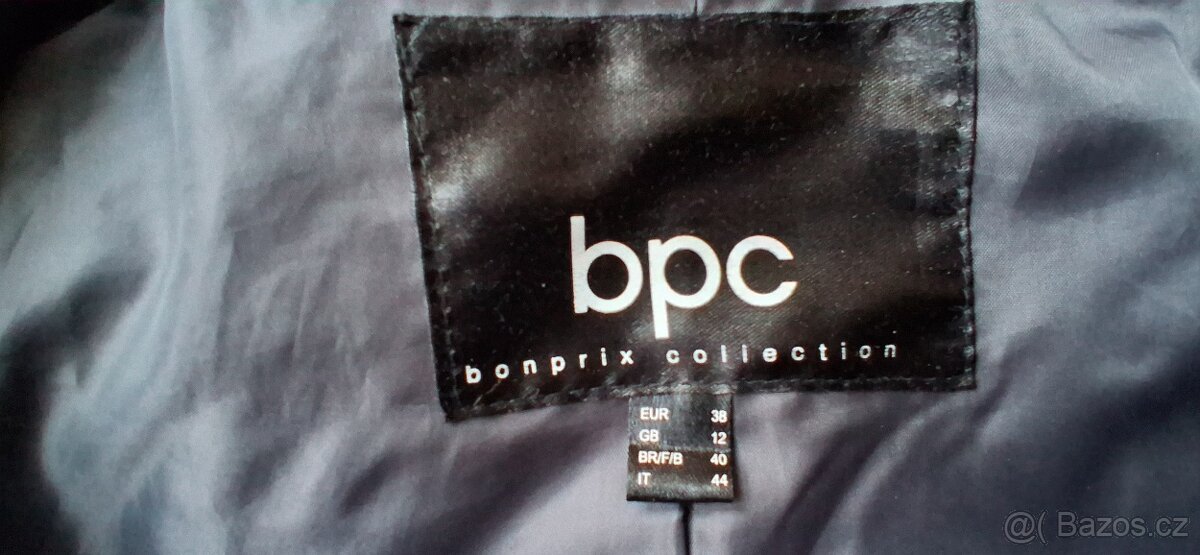 bpc
bonprix collection
EUR 38
GB 12
BR/F/B 40
IT 44
@( Bazos.cz